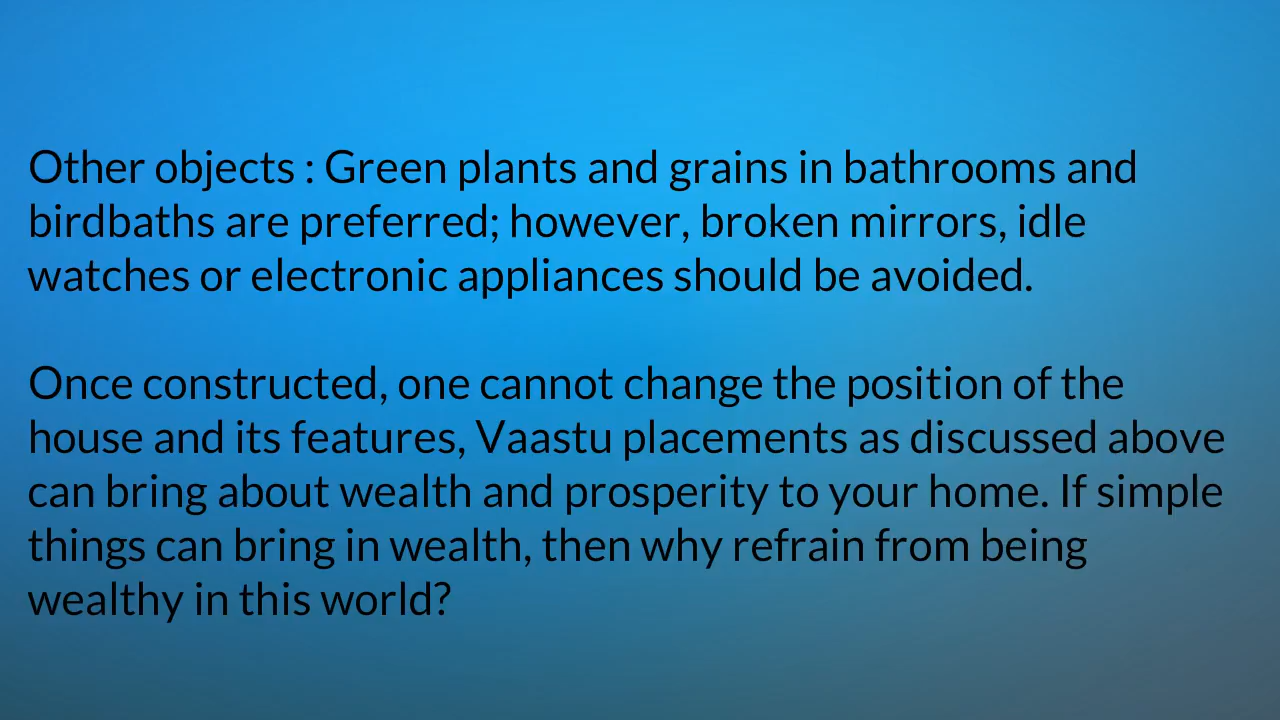 Other objects : Green plants and grains in bathrooms and
birdbaths are preferred; however, broken mirrors, idle
watches or electronic appliances should be avoided.
Once constructed, one cannot change the position of the
house and its features, Vaastu placements as discussed above
can bring about wealth and prosperity to your home. If simple
things can bring in wealth, then why refrain from being
wealthy in this world?